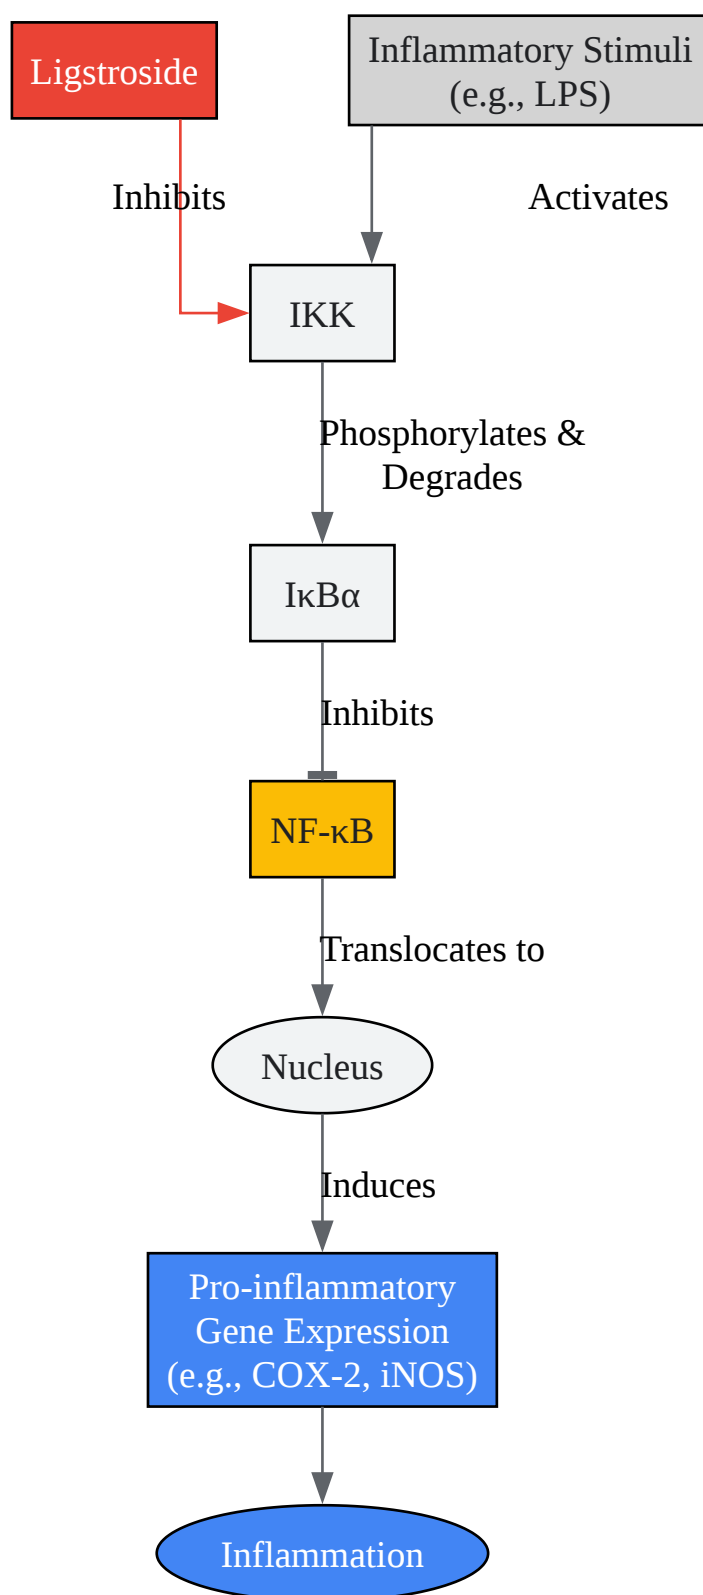 Ligstroside
Inflammatory Stimuli
(e.g., LPS)
Inhibits
Activates
IKK
Phosphorylates &
Degrades
IκBα
Inhibits
NF-κB
Translocates to
Nucleus
Induces
Pro-inflammatory
Gene Expression
(e.g., COX-2, iNOS)
Inflammation